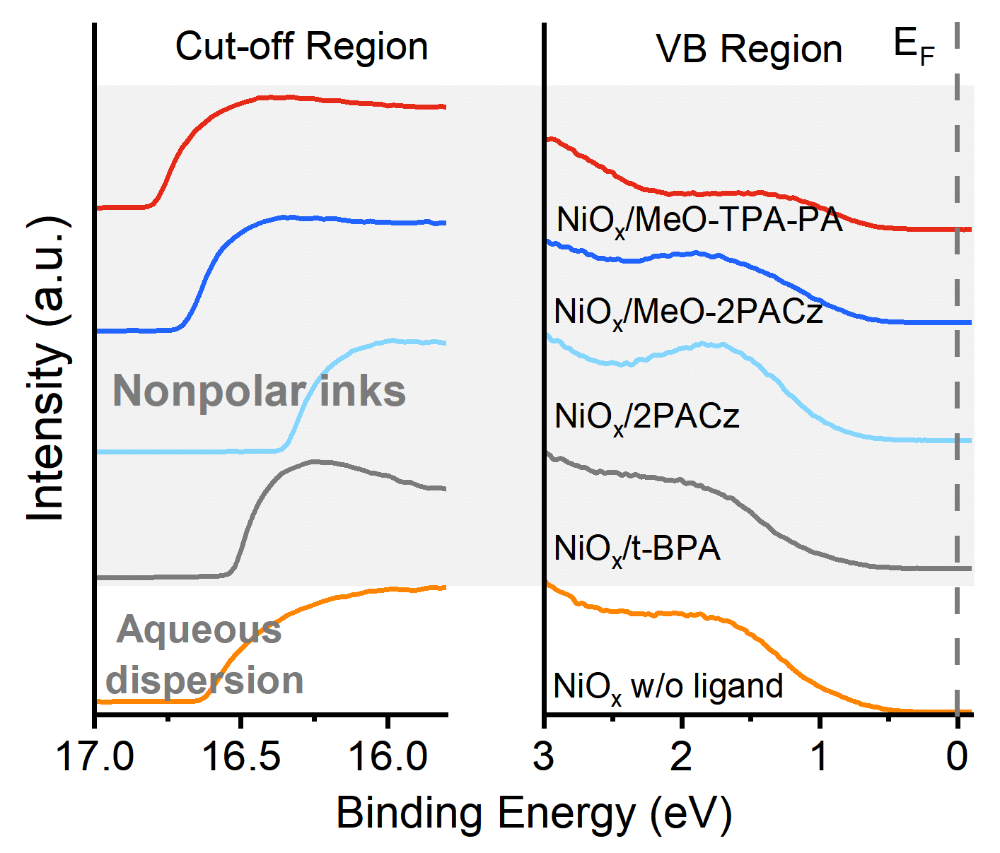 Cut-off Region
VB Region
E_F
NiOₓ/MeO-TPA-PA
NiOₓ/MeO-2PACz
Nonpolar inks
NiOₓ/2PACz
NiOₓ/t-BPA
Aqueous
dispersion
NiOₓ w/o ligand
Intensity (a.u.)
17.0 16.5 16.0 3 2 1 0
Binding Energy (eV)